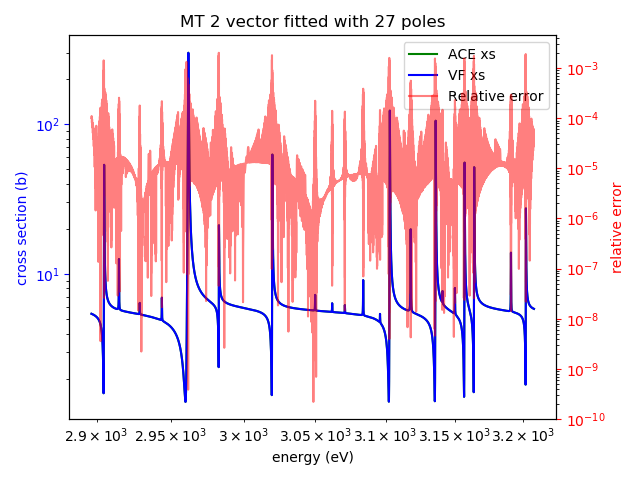 MT 2 vector fitted with 27 poles
ACE xs
VF xs
Relative error
10²
10¹
cross section (b)
10⁻³
10⁻⁴
10⁻⁵
10⁻⁶
10⁻⁷
10⁻⁸
10⁻⁹
10⁻¹⁰
relative error
2.9 × 10³ 2.95 × 10³ 3 × 10³ 3.05 × 10³ 3.1 × 10³ 3.15 × 10³ 3.2 × 10³
energy (eV)